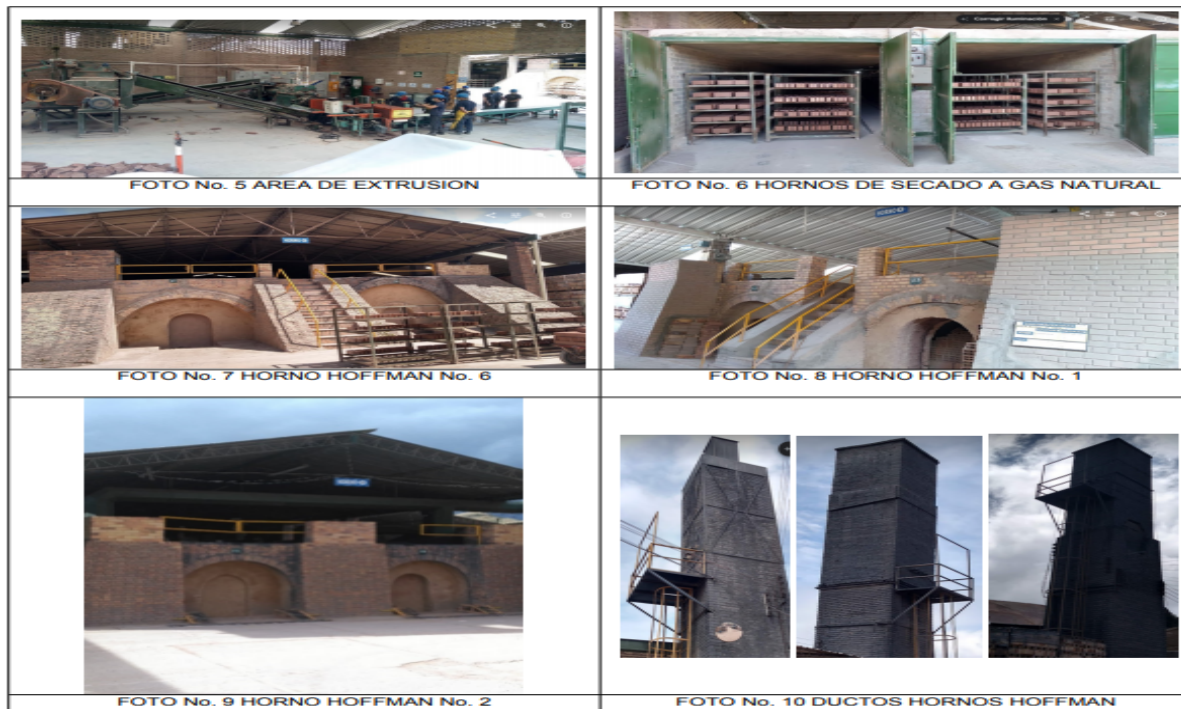 Corregir iluminación
FOTO No. 5 AREA DE EXTRUSION
FOTO No. 6 HORNOS DE SECADO A GAS NATURAL
FOTO No. 7 HORNO HOFFMAN No. 6
FOTO No. 8 HORNO HOFFMAN No. 1
FOTO No. 9 HORNO HOFFMAN No. 2
FOTO No. 10 DUCTOS HORNOS HOFFMAN